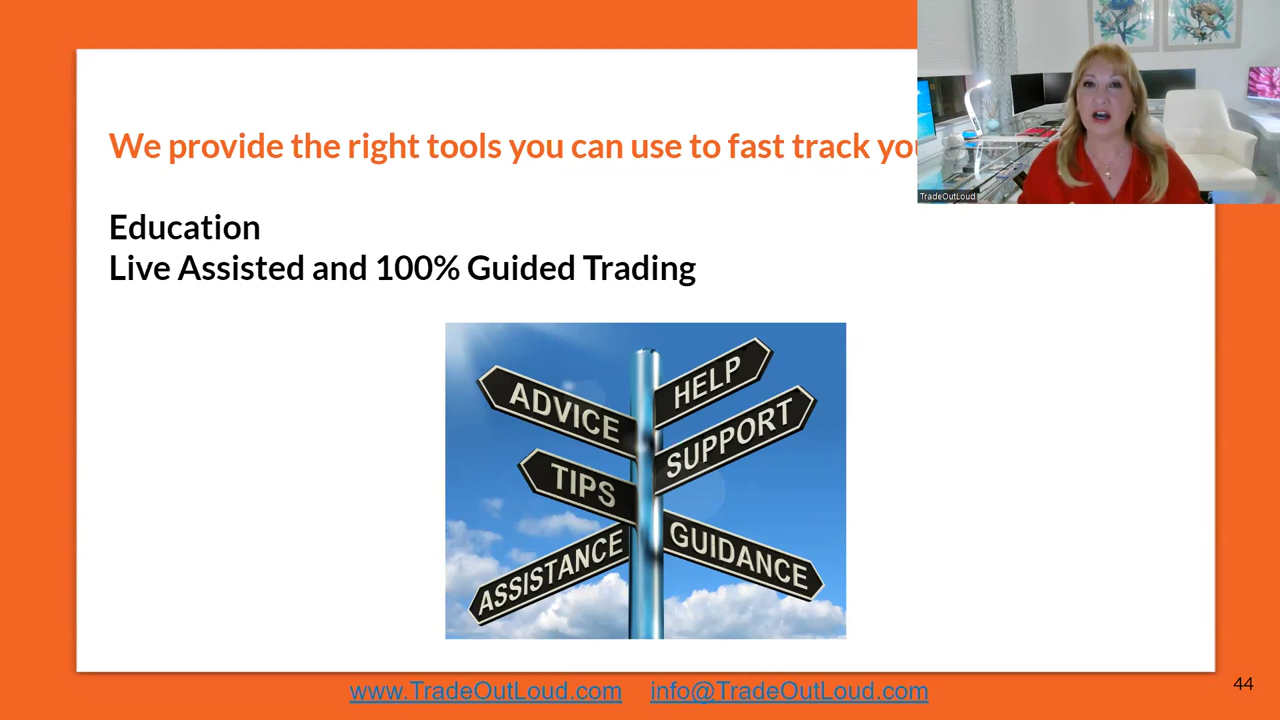 We provide the right tools you can use to fast track
TradeOutLoud
Education
Live Assisted and 100% Guided Trading
HELP
ADVICE
SUPPORT
TIPS
GUIDANCE
ASSISTANCE
www.TradeOutLoud.com info@TradeOutLoud.com
44